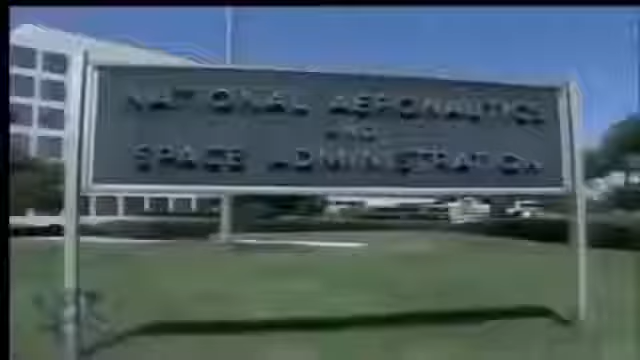 NATIONAL AERONAUTICS
AND
SPACE ADMINISTRATION